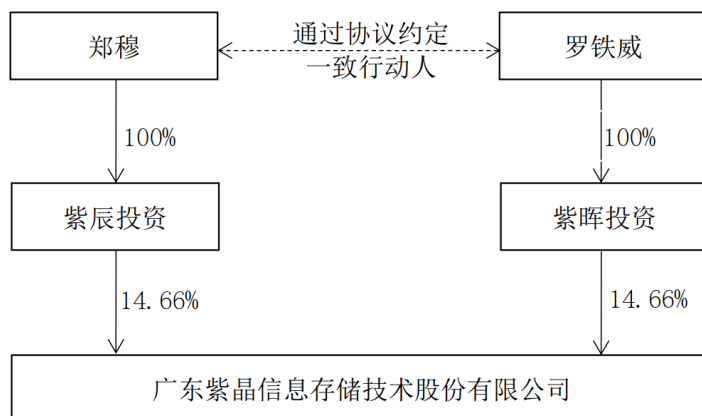 郑穆
通过协议约定
一致行动人
罗铁威
100%
100%
紫辰投资
紫晖投资
14.66%
14.66%
广东紫晶信息存储技术股份有限公司